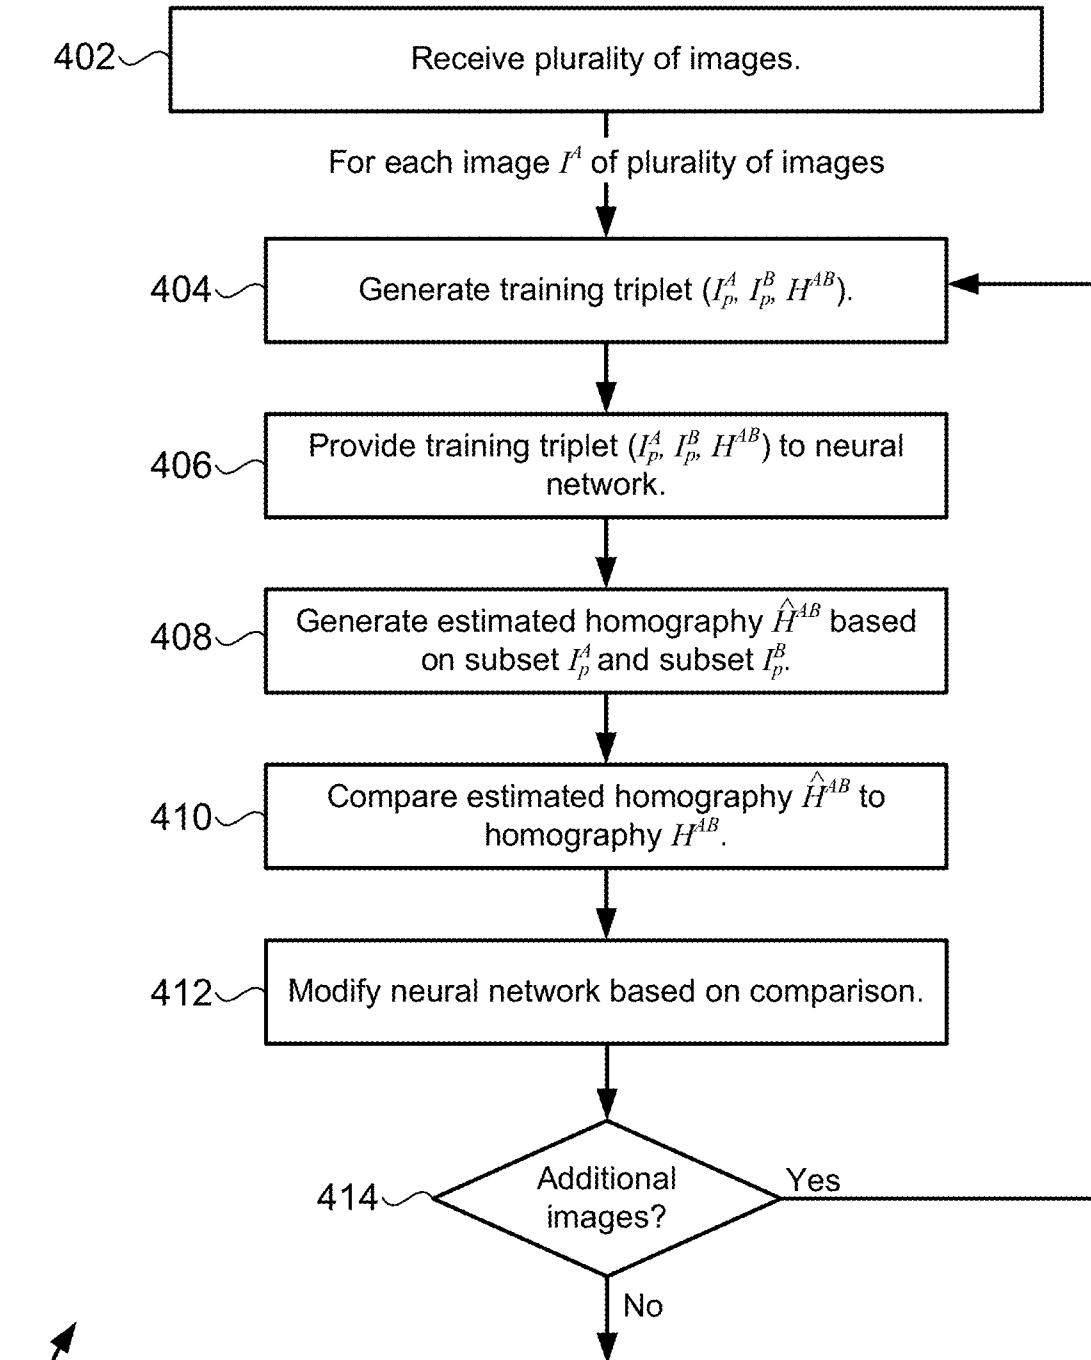 402
Receive plurality of images.
For each image I^A of plurality of images
404
Generate training triplet (I_p^A, I_p^B, H^AB).
406
Provide training triplet (I_p^A, I_p^B, H^AB) to neural
network.
408
Generate estimated homography Ĥ^AB based
on subset I_p^A and subset I_p^B.
410
Compare estimated homography Ĥ^AB to
homography H^AB.
412
Modify neural network based on comparison.
414
Additional
images?
Yes
No